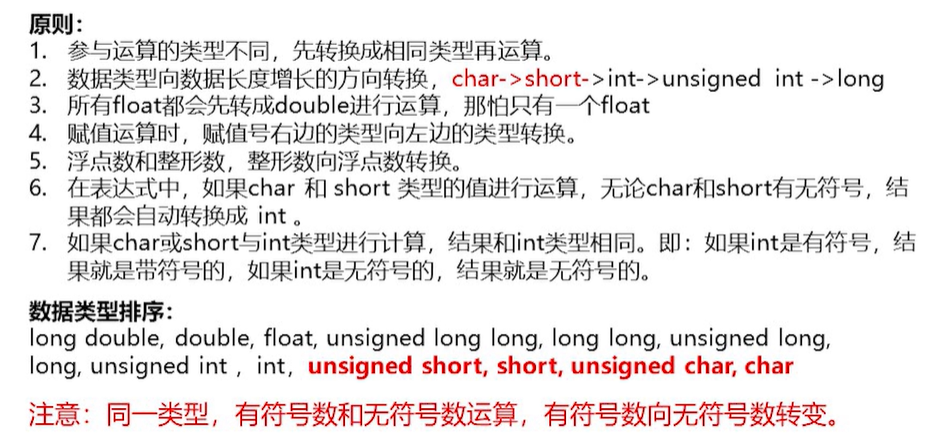 原则：
1. 参与运算的类型不同，先转换成相同类型再运算。
2. 数据类型向数据长度增长的方向转换，char->short->int->unsigned int ->long
3. 所有float都会先转成double进行运算，那怕只有一个float
4. 赋值运算时，赋值号右边的类型向左边的类型转换。
5. 浮点数和整形数，整形数向浮点数转换。
6. 在表达式中，如果char 和 short 类型的值进行运算，无论char和short有无符号，结
果都会自动转换成 int 。
7. 如果char或short与int类型进行计算，结果和int类型相同。即：如果int是有符号，结
果就是带符号的，如果int是无符号的，结果就是无符号的。
数据类型排序：
long double, double, float, unsigned long long, long long, unsigned long,
long, unsigned int ，int，unsigned short, short, unsigned char, char
注意：同一类型，有符号数和无符号数运算，有符号数向无符号数转变。